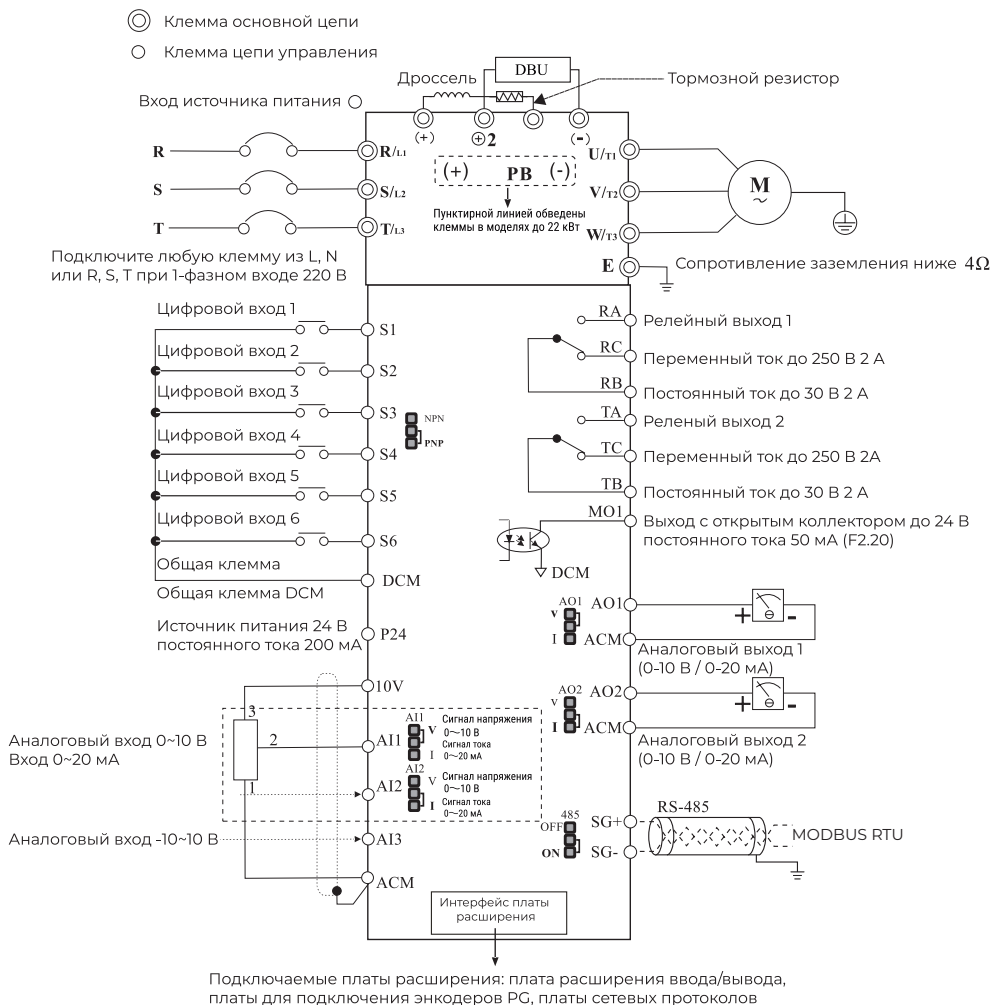 Клемма основной цепи
Клемма цепи управления
Дроссель
DBU
Тормозной резистор
Вход источника питания
(+)
⊕2
(-)
R
R/L1
S
S/L2
T
T/L3
(+) PB (-)
Пунктирной линией обведены
клеммы в моделях до 22 кВт
U/T1
V/T2
W/T3
M
~
E
Сопротивление заземления ниже 4Ω
Подключите любую клемму из L, N
или R, S, T при 1-фазном входе 220 В
Цифровой вход 1
S1
Цифровой вход 2
S2
Цифровой вход 3
S3
Цифровой вход 4
S4
Цифровой вход 5
S5
Цифровой вход 6
S6
Общая клемма
DCM
Общая клемма DCM
NPN
PNP
Источник питания 24 В
постоянного тока 200 мА
P24
RA
Релейный выход 1
RC
Переменный ток до 250 В 2 А
RB
Постоянный ток до 30 В 2 А
TA
Реленый выход 2
TC
Переменный ток до 250 В 2А
TB
Постоянный ток до 30 В 2 А
MO1
Выход с открытым коллектором до 24 В
постоянного тока 50 мА (F2.20)
DCM
AO1
V
I
AO1
ACM
+ -
Аналоговый выход 1
(0-10 В / 0-20 мА)
AO2
V
I
AO2
ACM
+ -
Аналоговый выход 2
(0-10 В / 0-20 мА)
10V
3
2
1
Аналоговый вход 0~10 В
Вход 0~20 мА
AI1
AI1
V
I
Сигнал напряжения
0~10 В
Сигнал тока
0~20 мА
AI2
AI2
V
I
Сигнал напряжения
0~10 В
Сигнал тока
0~20 мА
Аналоговый вход -10~10 В
AI3
ACM
485
OFF
ON
SG+
SG-
RS-485
MODBUS RTU
Интерфейс платы
расширения
Подключаемые платы расширения: плата расширения ввода/вывода,
платы для подключения энкодеров PG, платы сетевых протоколов